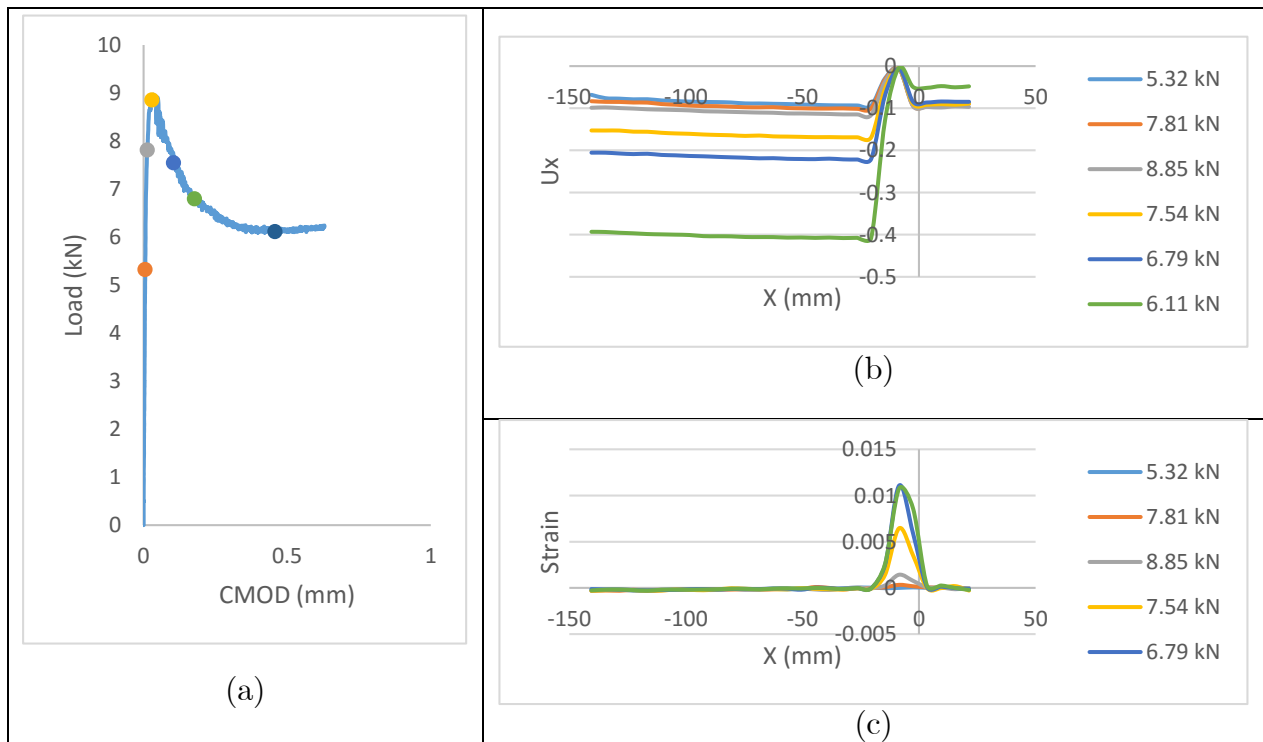 10
9
8
7
6
5
4
3
2
1
0
0 0.5 1
Load (kN)
CMOD (mm)
(a)
0
-0.1
-0.2
-0.3
-0.4
-0.5
-150 -100 -50 0 50
Ux
X (mm)
5.32 kN
7.81 kN
8.85 kN
7.54 kN
6.79 kN
6.11 kN
(b)
0.015
0.01
0.005
0
-0.005
-150 -100 -50 0 50
Strain
X (mm)
5.32 kN
7.81 kN
8.85 kN
7.54 kN
6.79 kN
(c)